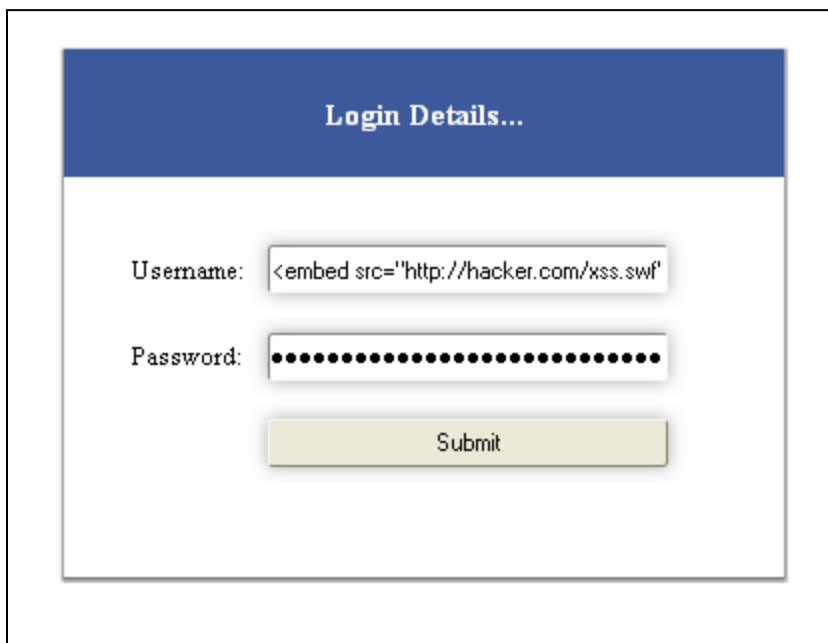 Login Details...
Username: <embed src="http://hacker.com/xss.swf"
Password: ••••••••••••••••••••••••••••
Submit